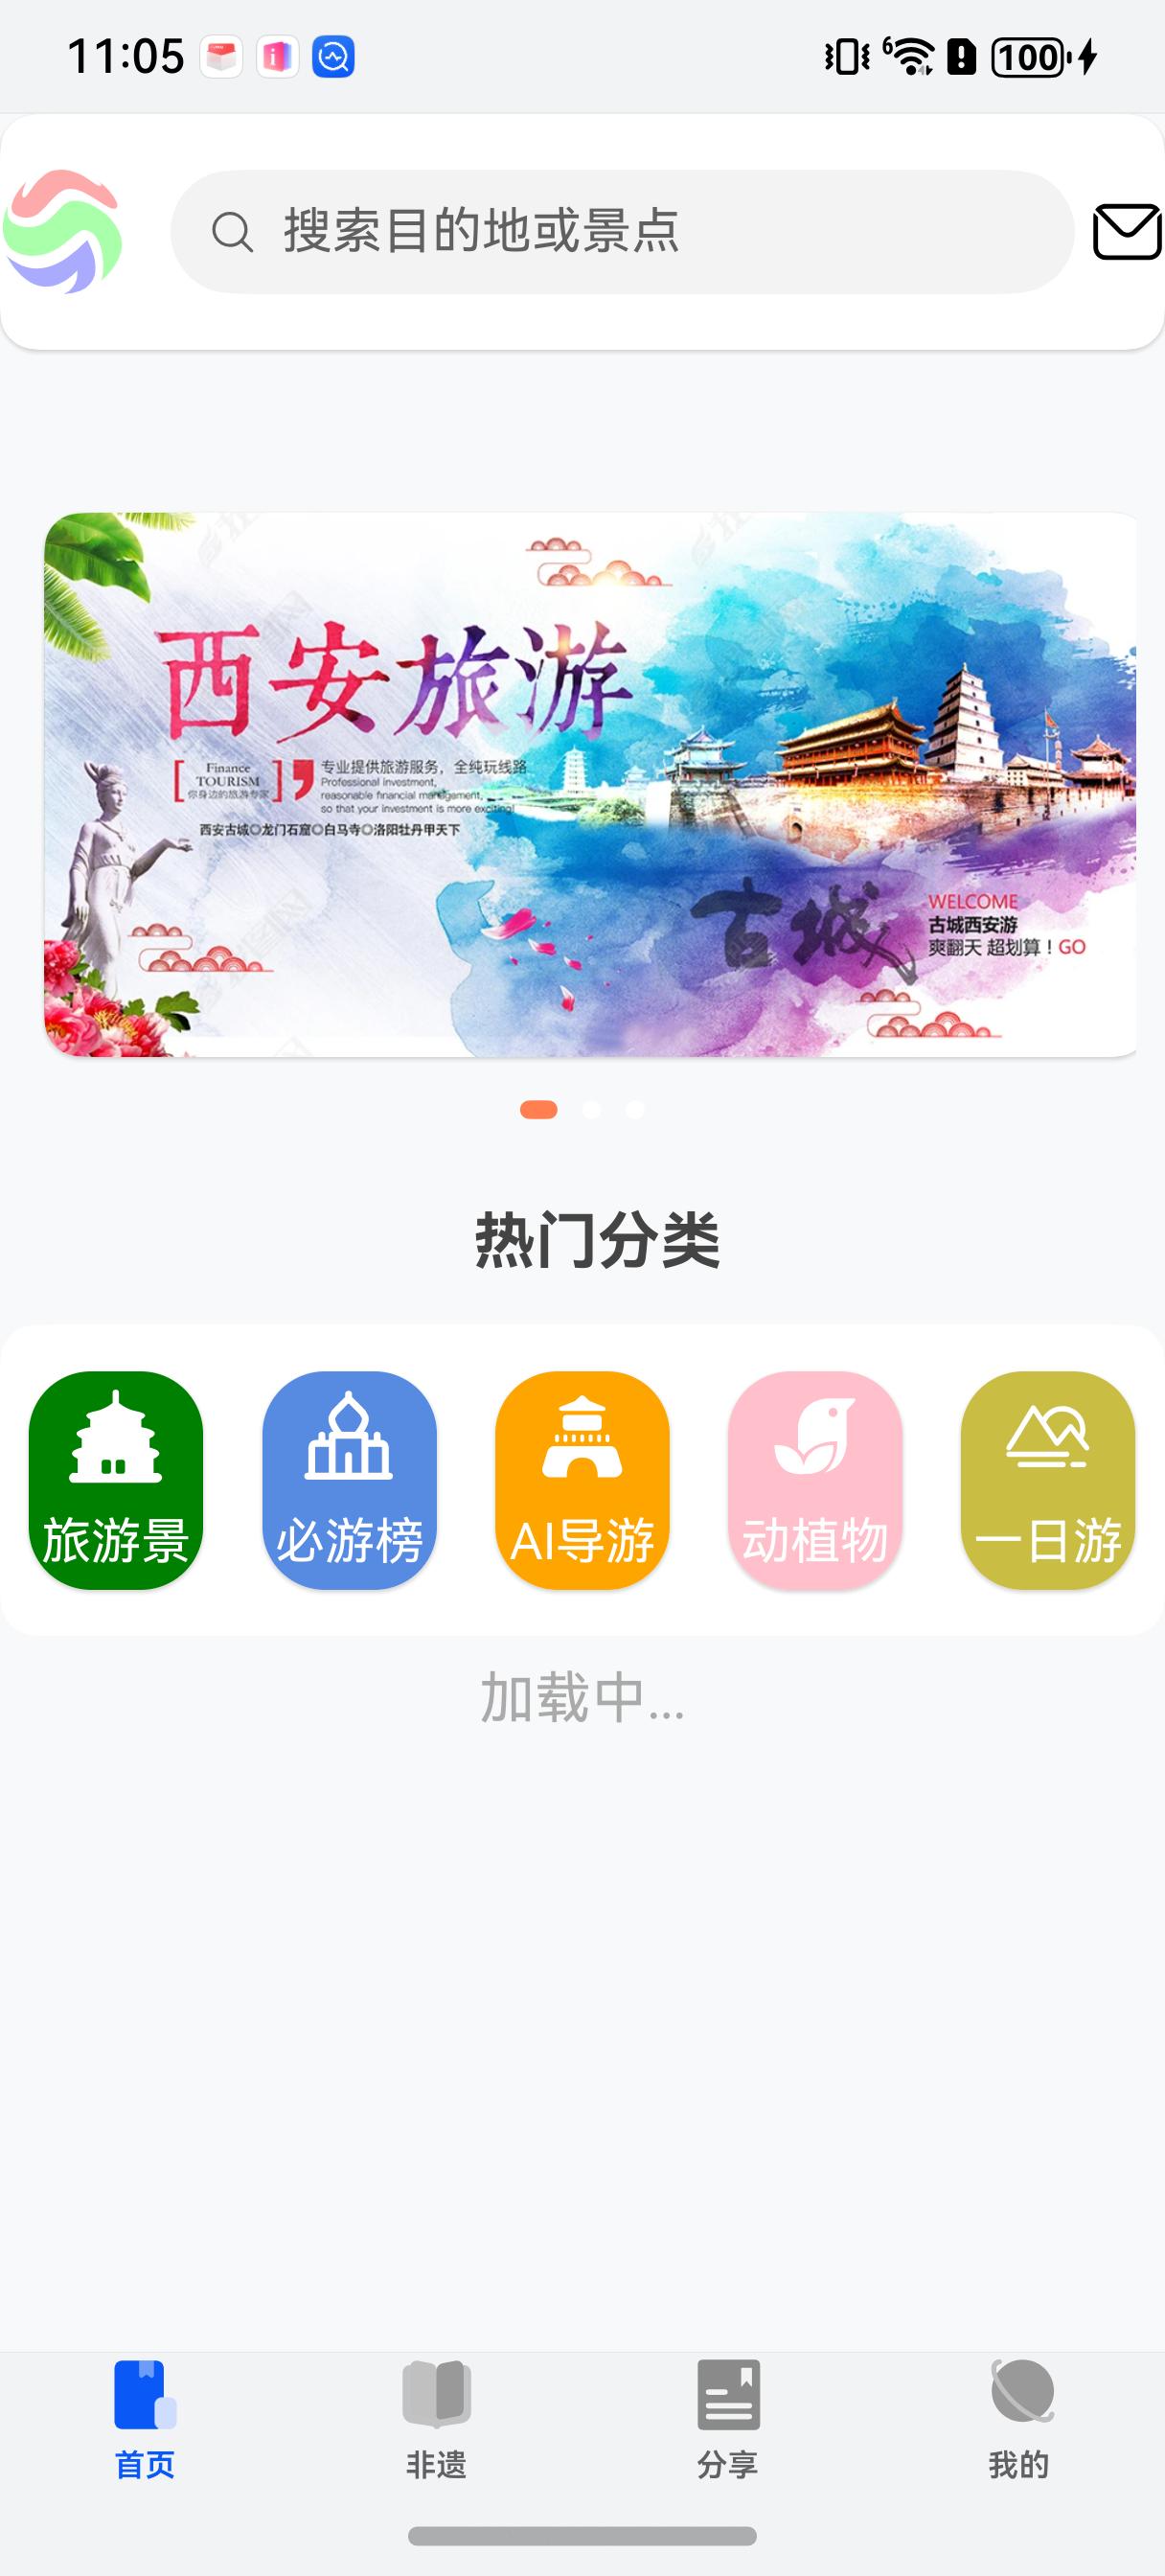 11:05
6
100
搜索目的地或景点
西安旅游
Finance
TOURISM
你身边的旅游专家
专业提供旅游服务，全纯玩线路
Professional investment,
reasonable financial management,
so that your investment is more exciting!
西安古城◎龙门石窟◎白马寺◎洛阳牡丹甲天下
古城
WELCOME
古城西安游
爽翻天 超划算！GO
热门分类
旅游景
必游榜
AI导游
动植物
一日游
加载中...
首页
非遗
分享
我的